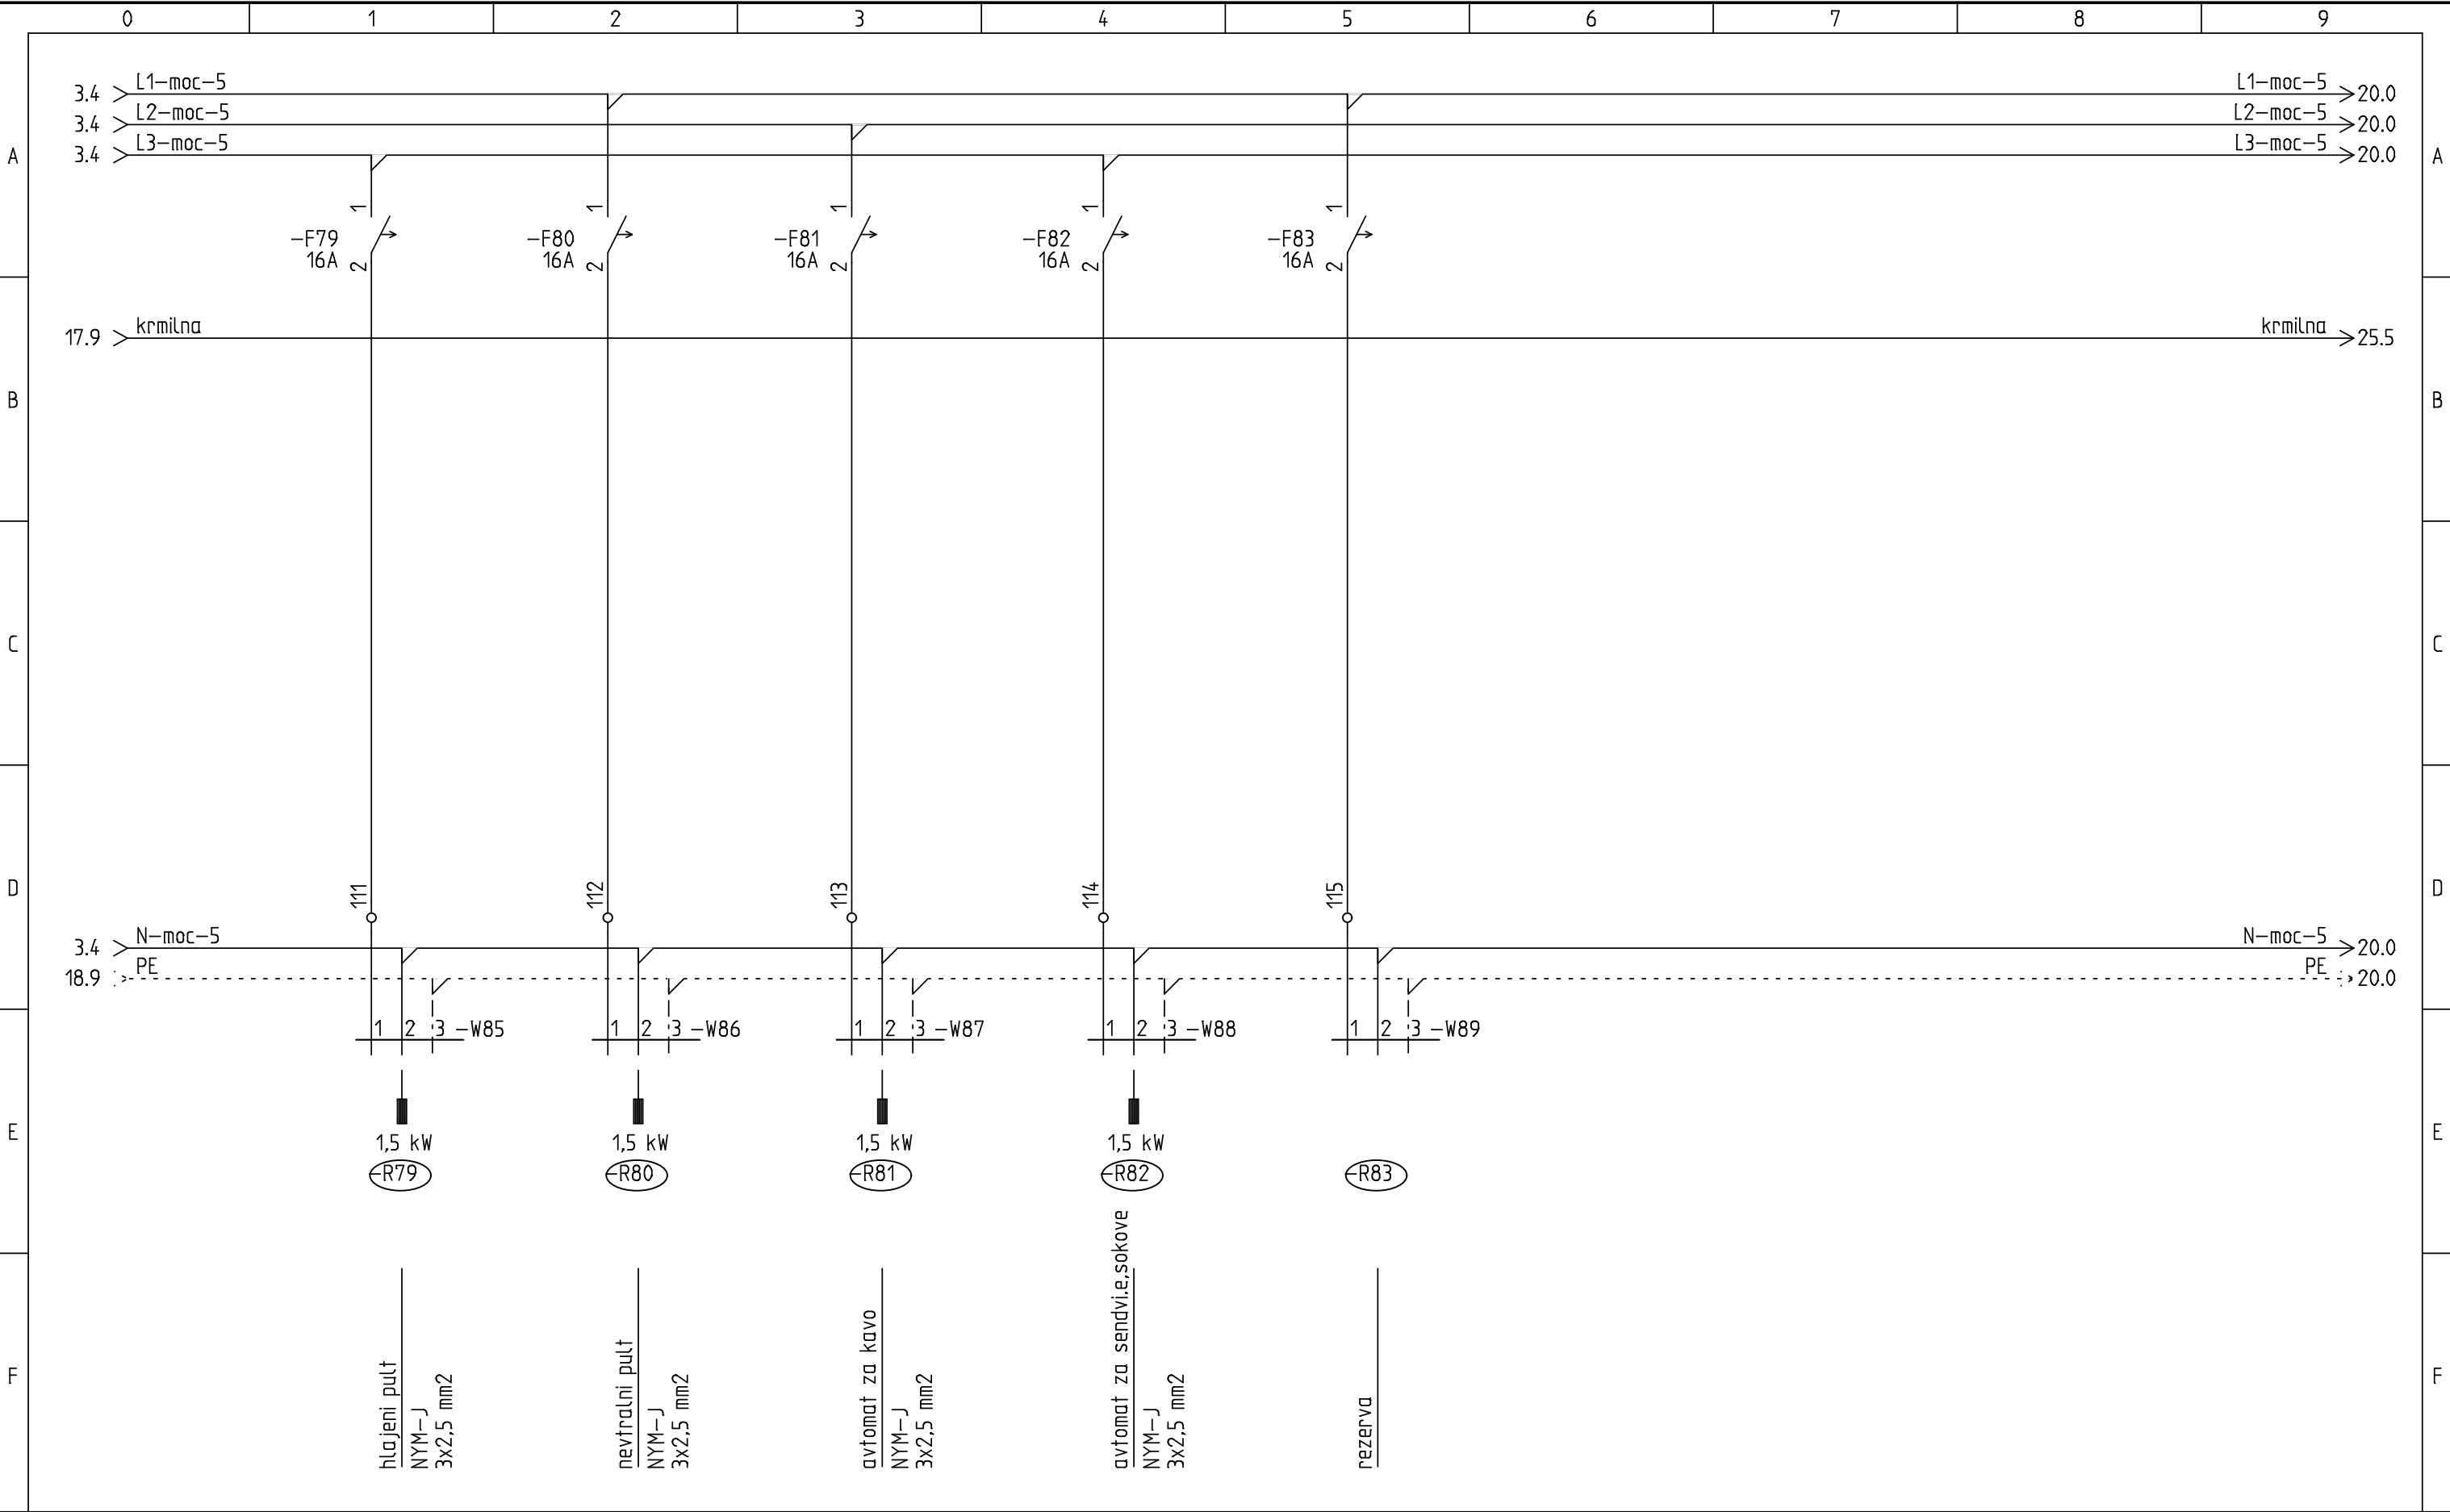 0 1 2 3 4 5 6 7 8 9
3.4 L1-moc-5 L1-moc-5 20.0
3.4 L2-moc-5 L2-moc-5 20.0
3.4 L3-moc-5 L3-moc-5 20.0
A A
1 1 1 1 1
-F79 -F80 -F81 -F82 -F83
16A 16A 16A 16A 16A
2 2 2 2 2
17.9 krmilna krmilna 25.5
B B
C C
D D
111 112 113 114 115
3.4 N-moc-5 N-moc-5 20.0
18.9 PE PE 20.0
1 2 3 -W85 1 2 3 -W86 1 2 3 -W87 1 2 3 -W88 1 2 3 -W89
E E
1,5 kW 1,5 kW 1,5 kW 1,5 kW
-R79 -R80 -R81 -R82 -R83
F F
hlajeni pult
NYM-J
3x2,5 mm2
nevtralni pult
NYM-J
3x2,5 mm2
avtomat za kavo
NYM-J
3x2,5 mm2
avtomat za sendvi.e,sokove
NYM-J
3x2,5 mm2
rezerva